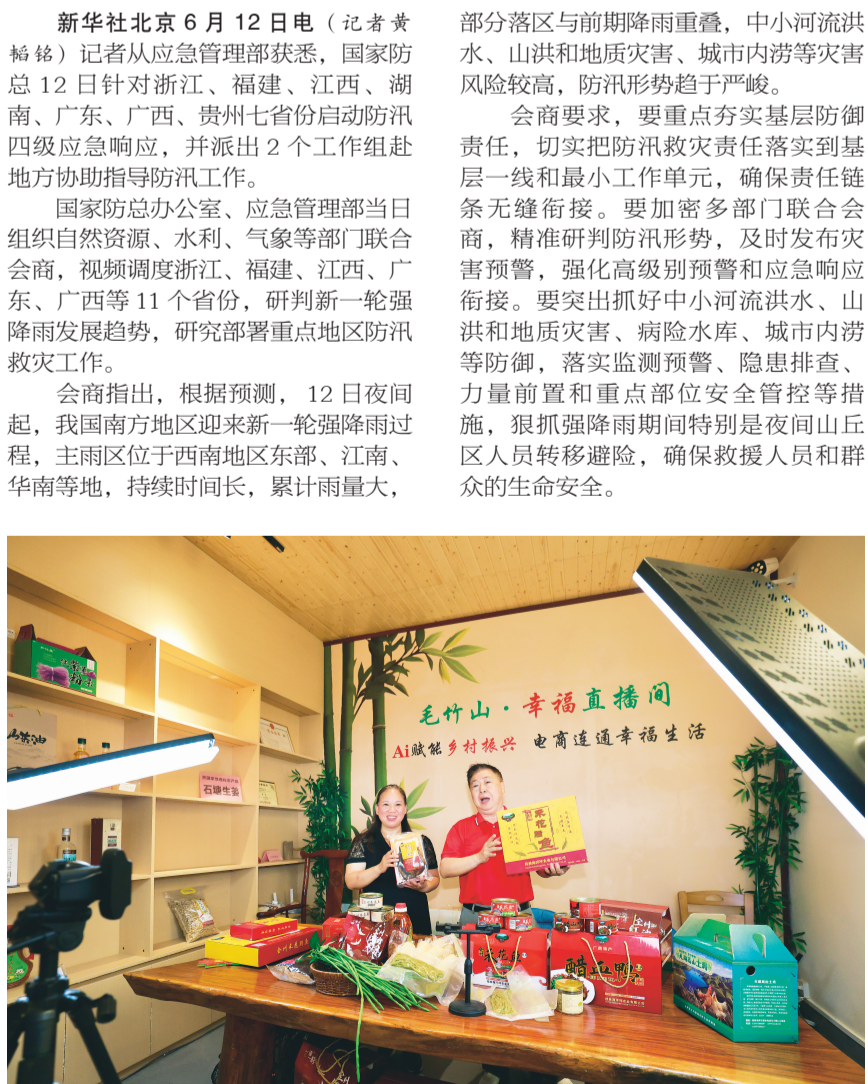 新华社北京6月12日电（记者黄
韬铭）记者从应急管理部获悉，国家防
总12日针对浙江、福建、江西、湖
南、广东、广西、贵州七省份启动防汛
四级应急响应，并派出2个工作组赴
地方协助指导防汛工作。
国家防总办公室、应急管理部当日
组织自然资源、水利、气象等部门联合
会商，视频调度浙江、福建、江西、广
东、广西等11个省份，研判新一轮强
降雨发展趋势，研究部署重点地区防汛
救灾工作。
会商指出，根据预测，12日夜间
起，我国南方地区迎来新一轮强降雨过
程，主雨区位于西南地区东部、江南、
华南等地，持续时间长，累计雨量大，
部分落区与前期降雨重叠，中小河流洪
水、山洪和地质灾害、城市内涝等灾害
风险较高，防汛形势趋于严峻。
会商要求，要重点夯实基层防御
责任，切实把防汛救灾责任落实到基
层一线和最小工作单元，确保责任链
条无缝衔接。要加密多部门联合会
商，精准研判防汛形势，及时发布灾
害预警，强化高级别预警和应急响应
衔接。要突出抓好中小河流洪水、山
洪和地质灾害、病险水库、城市内涝
等防御，落实监测预警、隐患排查、
力量前置和重点部位安全管控等措
施，狠抓强降雨期间特别是夜间山丘
区人员转移避险，确保救援人员和群
众的生命安全。
毛竹山·幸福直播间
Ai赋能乡村振兴 电商连通幸福生活
石塘生姜
禾花鱼
醋血鸭